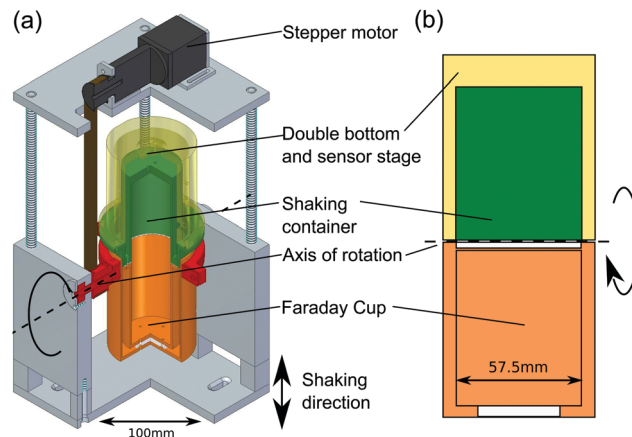 (a)
Stepper motor
Double bottom
and sensor stage
Shaking
container
Axis of rotation
Faraday Cup
Shaking
direction
100mm
(b)
57.5mm